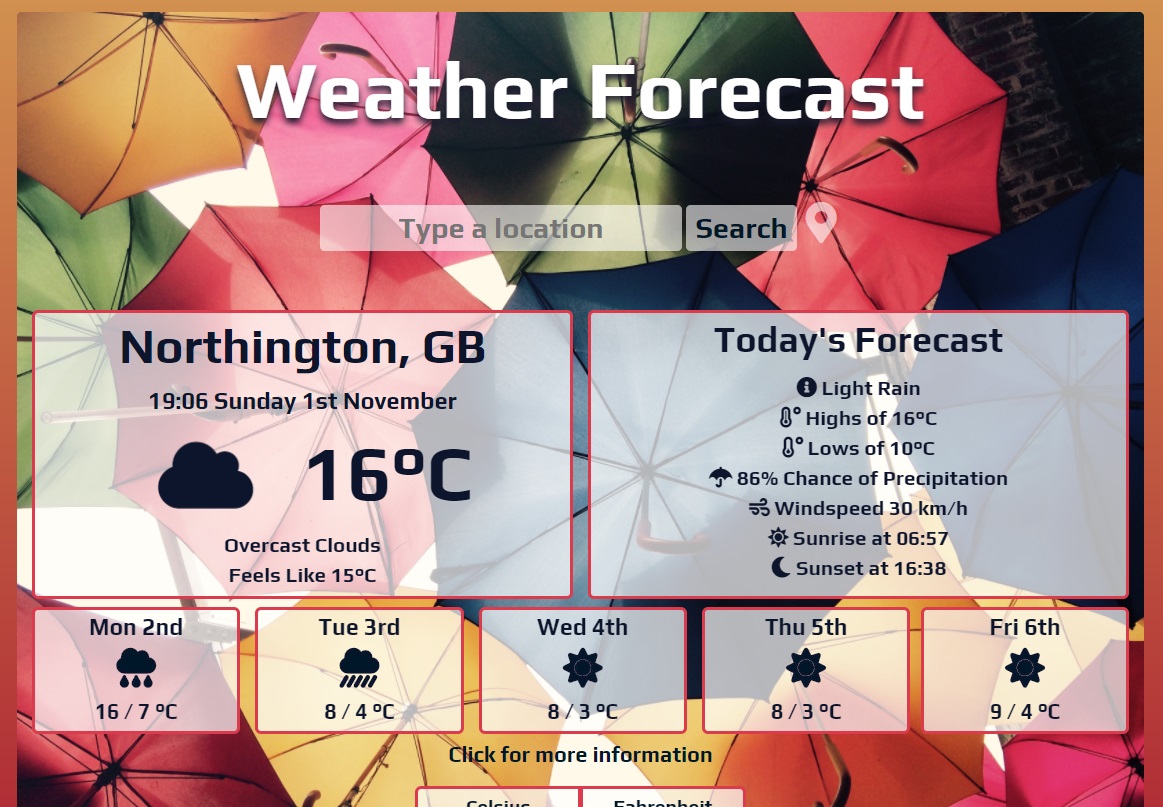 Weather Forecast
Type a location
Search
Northington, GB
19:06 Sunday 1st November
16ºC
Overcast Clouds
Feels Like 15ºC
Today's Forecast
Light Rain
Highs of 16ºC
Lows of 10ºC
86% Chance of Precipitation
Windspeed 30 km/h
Sunrise at 06:57
Sunset at 16:38
Mon 2nd
16 / 7 ºC
Tue 3rd
8 / 4 ºC
Wed 4th
8 / 3 ºC
Thu 5th
8 / 3 ºC
Fri 6th
9 / 4 ºC
Click for more information
Celsius
Fahrenheit